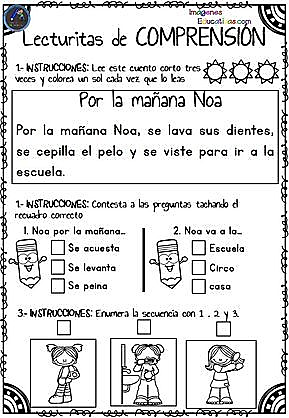 Imagenes
Educativas.com
Lecturitas de COMPRENSIÓN
1.- INSTRUCCIONES: Lee este cuento corto tres
veces y colorea un sol cada vez que lo leas
Por la mañana Noa
Por la mañana Noa, se lava sus dientes,
se cepilla el pelo y se viste para ir a la
escuela.
1.- INSTRUCCIONES: Contesta a las preguntas tachando el
recuadro correcto
1. Noa por la mañana...
Se acuesta
Se levanta
Se peina
2. Noa va a la...
Escuela
Circo
casa
3.- INSTRUCCIONES: Enumera la secuencia con 1 , 2 y 3.